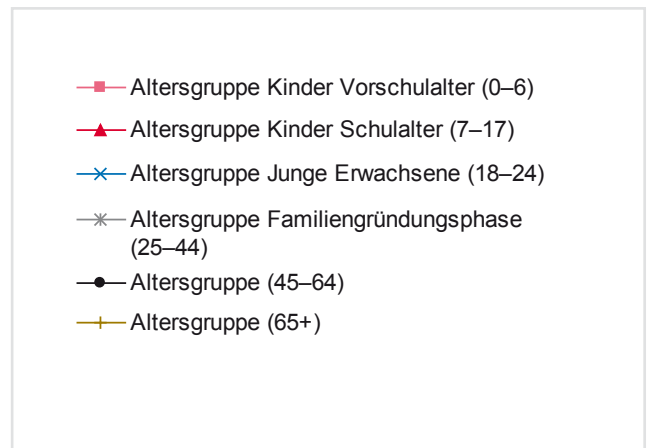 Altersgruppe Kinder Vorschulalter (0–6)
Altersgruppe Kinder Schulalter (7–17)
Altersgruppe Junge Erwachsene (18–24)
Altersgruppe Familiengründungsphase
(25–44)
Altersgruppe (45–64)
Altersgruppe (65+)